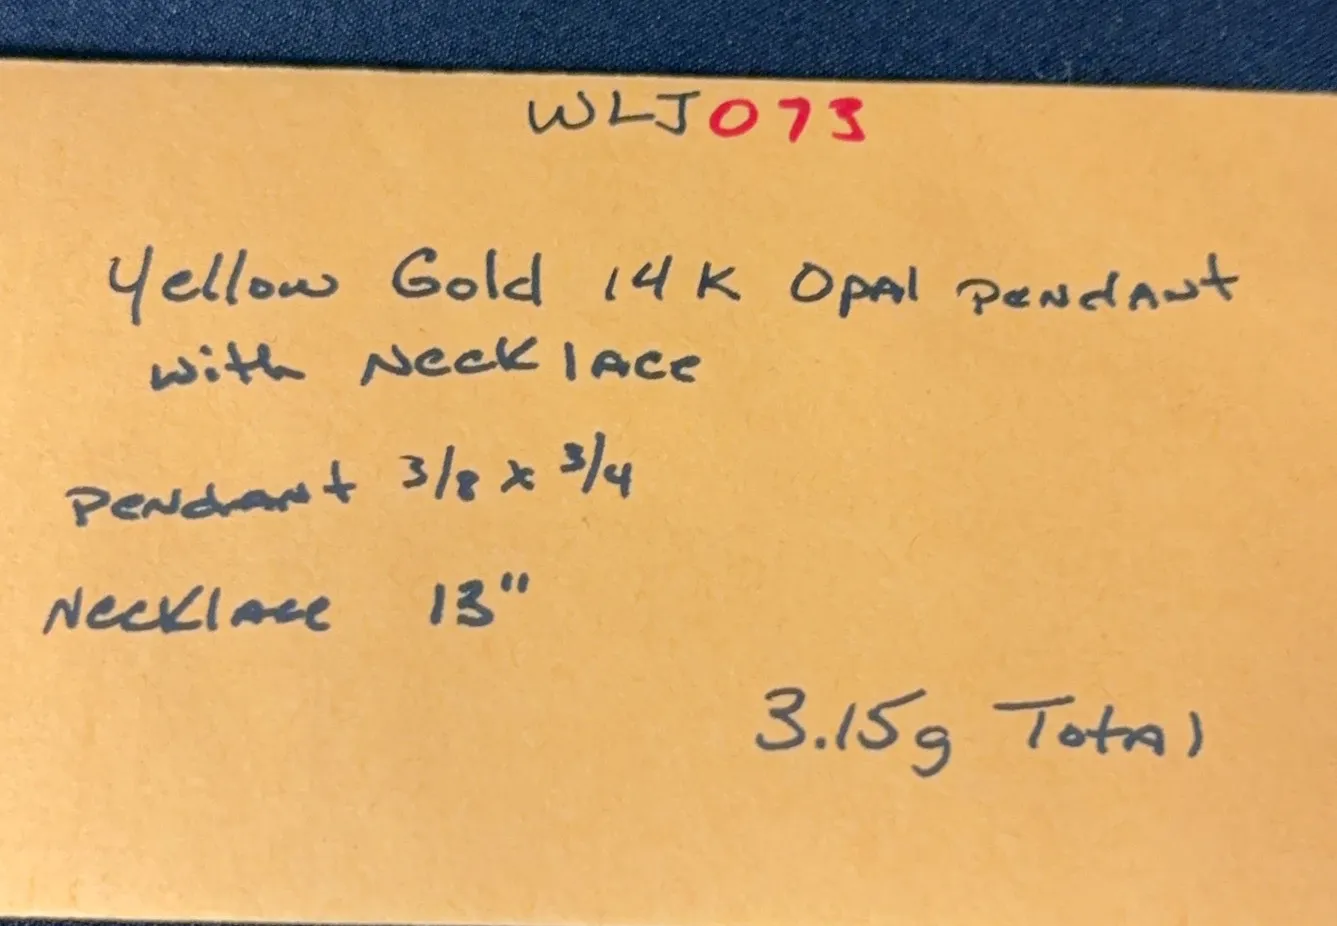 WLJ073
Yellow Gold 14K Opal Pendant
with Necklace
Pendant 3/8 x 3/4
Necklace 13"
3.15g Total